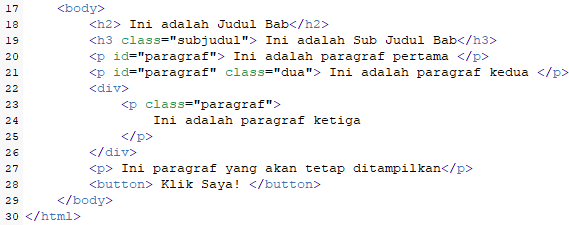 17 <body>
18 <h2> Ini adalah Judul Bab</h2>
19 <h3 class="subjudul"> Ini adalah Sub Judul Bab</h3>
20 <p id="paragraf"> Ini adalah paragraf pertama </p>
21 <p id="paragraf" class="dua"> Ini adalah paragraf kedua </p>
22 <div>
23 <p class="paragraf">
24 Ini adalah paragraf ketiga
25 </p>
26 </div>
27 <p> Ini paragraf yang akan tetap ditampilkan</p>
28 <button> Klik Saya! </button>
29 </body>
30 </html>